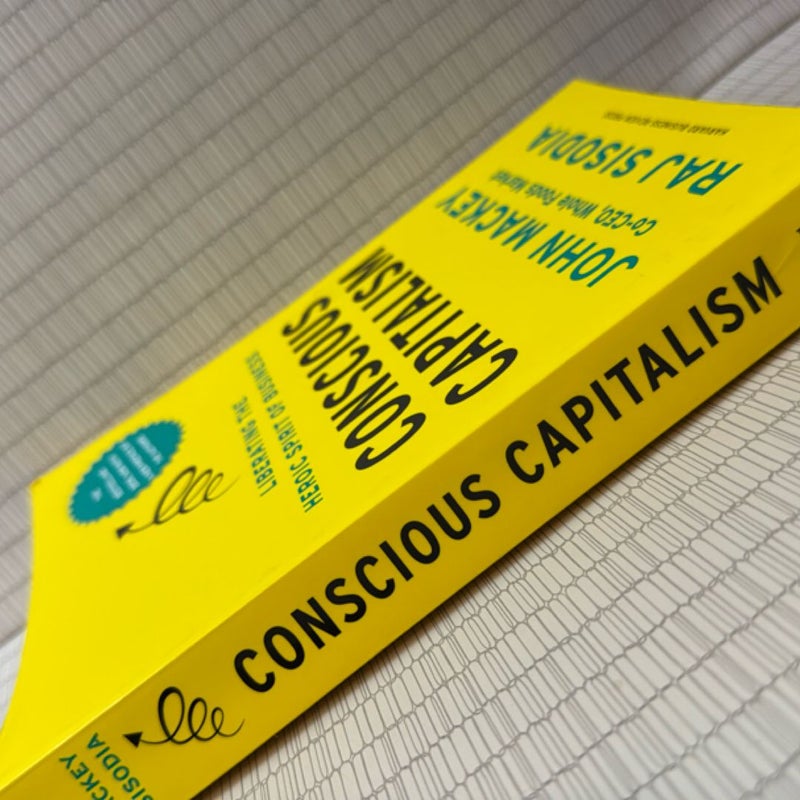 LIBERATING THE
HEROIC SPIRIT OF BUSINESS
CONSCIOUS
CAPITALISM
JOHN MACKEY
Co-CEO, Whole Foods Market
RAJ SISODIA
HARVARD BUSINESS REVIEW PRESS
CKEY
SISODIA
CONSCIOUS CAPITALISM